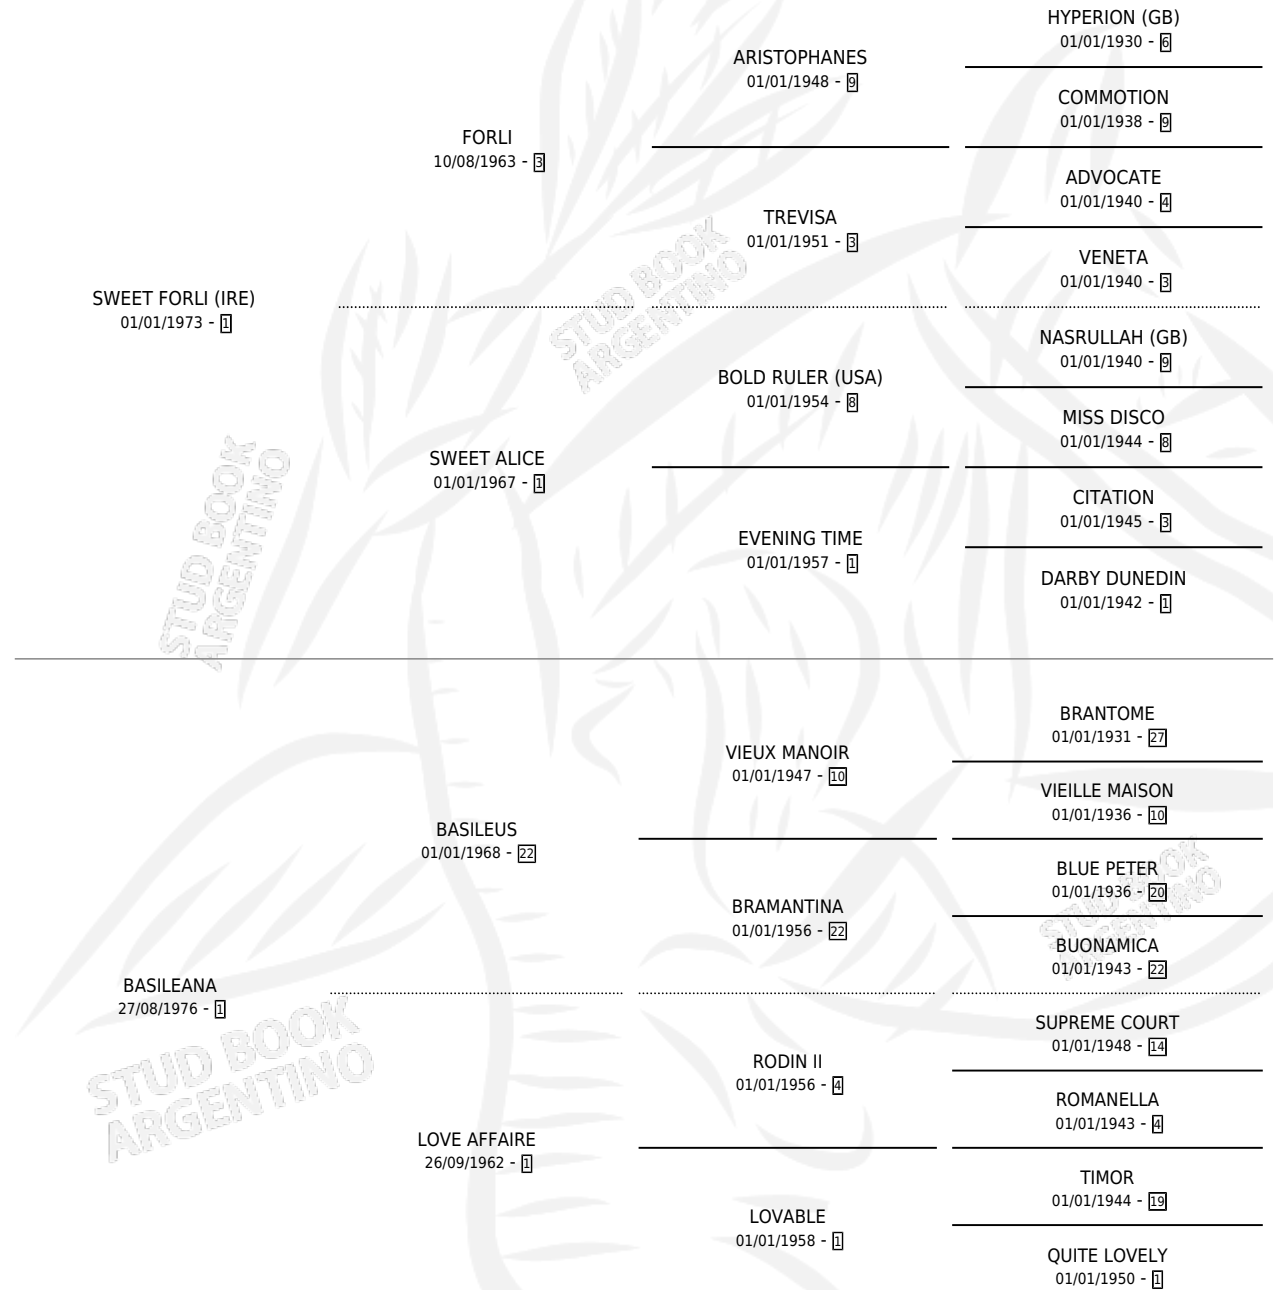 HYPERION (GB)
01/01/1930 - 6
ARISTOPHANES
01/01/1948 - 9
COMMOTION
01/01/1938 - 9
FORLI
10/08/1963 - 3
ADVOCATE
01/01/1940 - 4
TREVISA
01/01/1951 - 3
VENETA
01/01/1940 - 3
SWEET FORLI (IRE)
01/01/1973 - 1
NASRULLAH (GB)
01/01/1940 - 9
BOLD RULER (USA)
01/01/1954 - 8
MISS DISCO
01/01/1944 - 8
SWEET ALICE
01/01/1967 - 1
CITATION
01/01/1945 - 3
EVENING TIME
01/01/1957 - 1
DARBY DUNEDIN
01/01/1942 - 1
BRANTOME
01/01/1931 - 27
VIEUX MANOIR
01/01/1947 - 10
VIEILLE MAISON
01/01/1936 - 10
BASILEUS
01/01/1968 - 22
BLUE PETER
01/01/1936 - 20
BRAMANTINA
01/01/1956 - 22
BUONAMICA
01/01/1943 - 22
BASILEANA
27/08/1976 - 1
SUPREME COURT
01/01/1948 - 14
RODIN II
01/01/1956 - 4
ROMANELLA
01/01/1943 - 4
LOVE AFFAIRE
26/09/1962 - 1
TIMOR
01/01/1944 - 19
LOVABLE
01/01/1958 - 1
QUITE LOVELY
01/01/1950 - 1
STUD BOOK
ARGENTINO
STUD BOOK
ARGENTINO
STUD BOOK
ARGENTINO
STUD BOOK
ARGENTINO